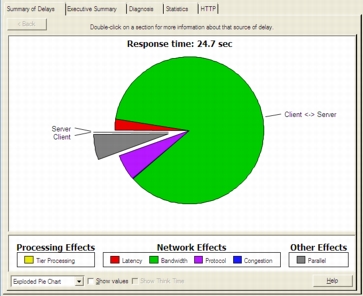 Summary of Delays Executive Summary Diagnosis Statistics HTTP
< Back Double-click on a section for more information about that source of delay.
Response time: 24.7 sec
Client <-> Server
Server
Client
Processing Effects Network Effects Other Effects
Tier Processing Latency Bandwidth Protocol Congestion Parallel
Exploded Pie Chart Show values Show Think Time Help